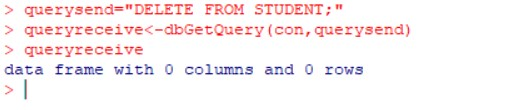 > querysend="DELETE FROM STUDENT;"
> queryreceive<-dbGetQuery(con,querysend)
> queryreceive
data frame with 0 columns and 0 rows
>